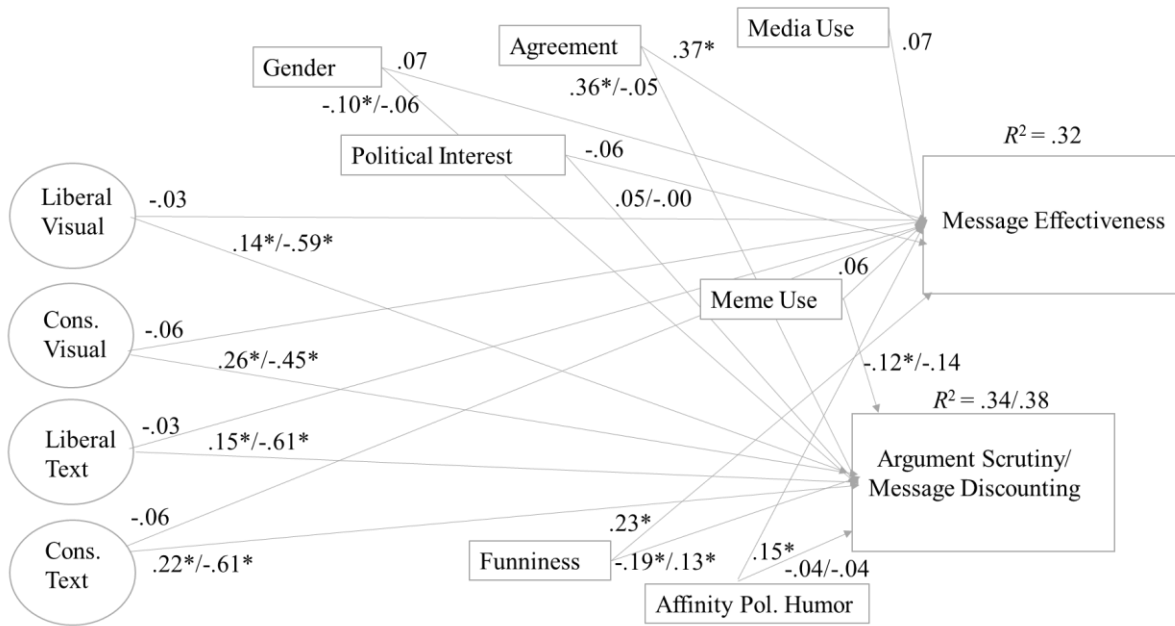 Media Use
.07
Agreement
.37*
.36*/-.05
Gender
.07
-.10*/-.06
Political Interest
-.06
.05/-.00
R² = .32
Message Effectiveness
Liberal
Visual
-.03
.14*/-.59*
Meme Use
.06
Cons.
Visual
-.06
.26*/-.45*
-.12*/-.14
R² = .34/.38
Argument Scrutiny/
Message Discounting
Liberal
Text
-.03
.15*/-.61*
Cons.
Text
-.06
.22*/-.61*
Funniness
.23*
-.19*/.13*
.15*
-.04/-.04
Affinity Pol. Humor